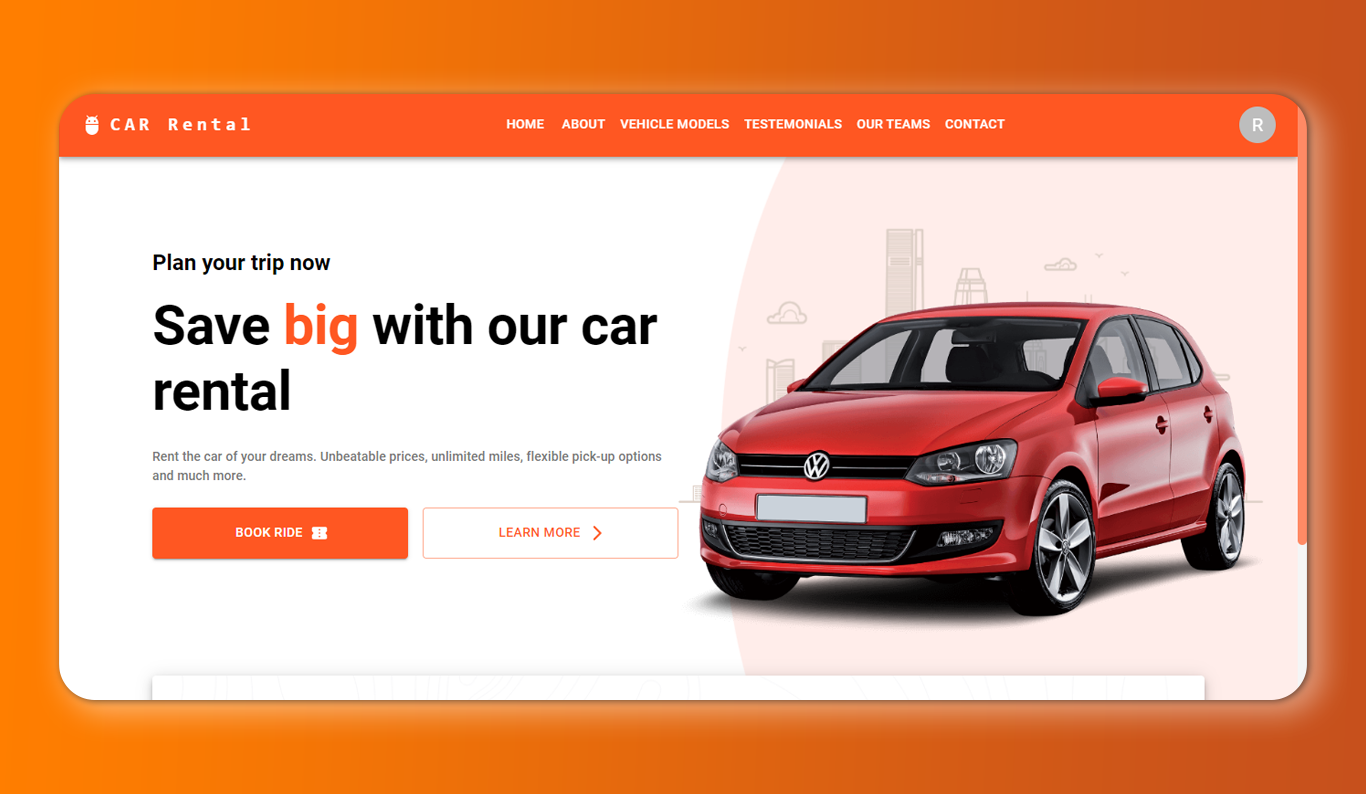 CAR Rental
HOME ABOUT VEHICLE MODELS TESTEMONIALS OUR TEAMS CONTACT
R
Plan your trip now
Save big with our car
rental
Rent the car of your dreams. Unbeatable prices, unlimited miles, flexible pick-up options
and much more.
BOOK RIDE
LEARN MORE